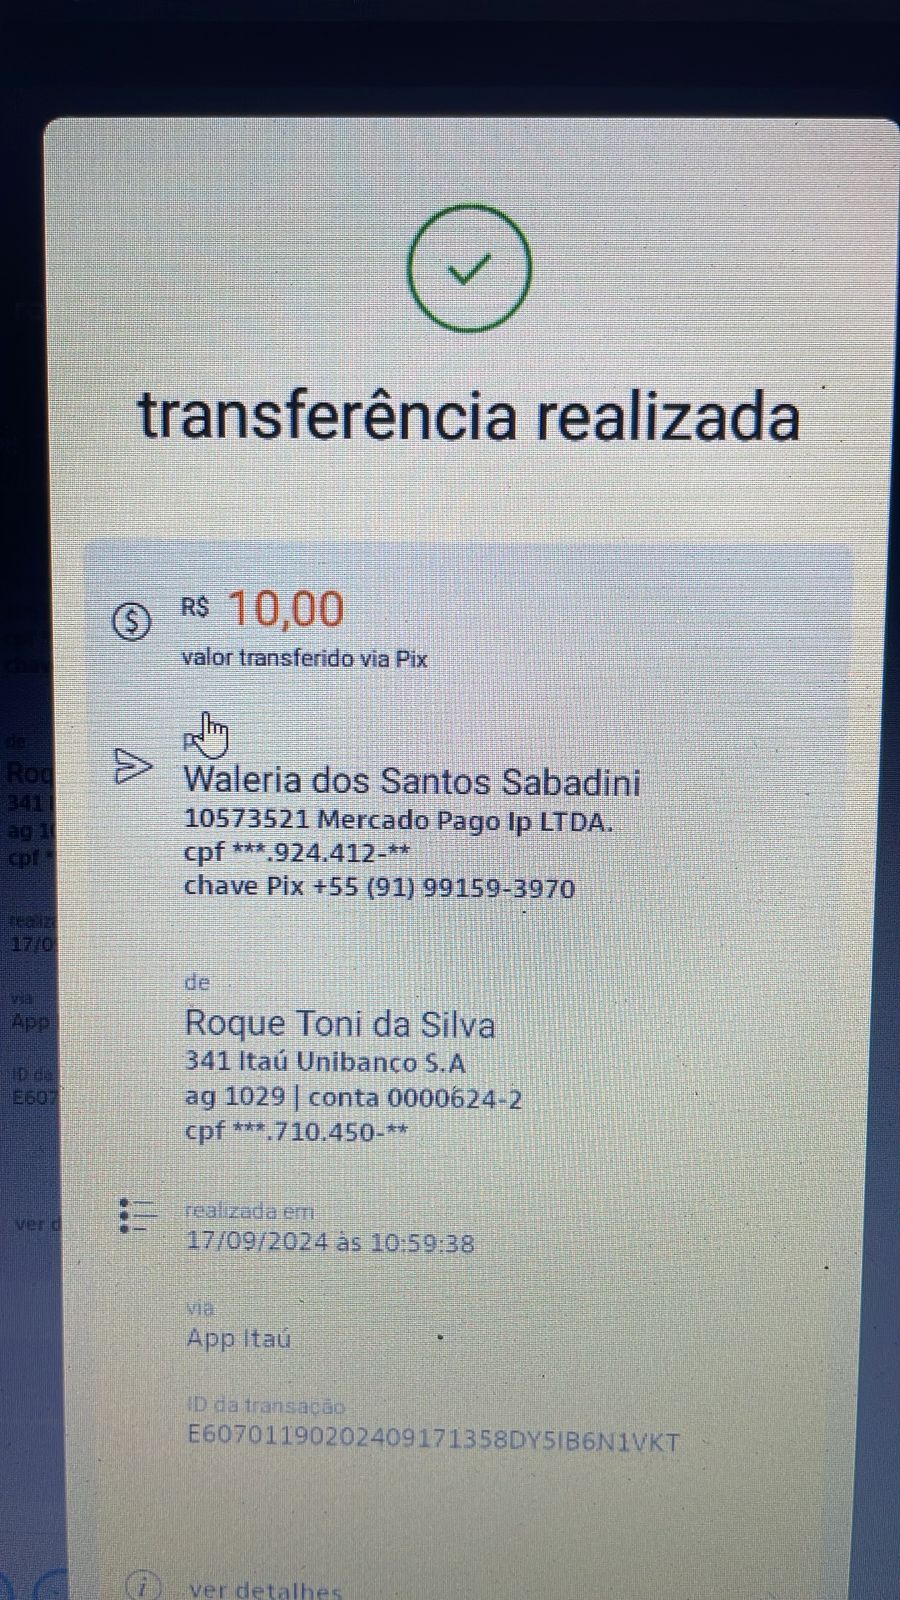 transferência realizada
R$ 10,00
valor transferido via Pix
Waleria dos Santos Sabadini
10573521 Mercado Pago Ip LTDA.
cpf ***.924.412-**
chave Pix +55 (91) 99159-3970
de
Roque Toni da Silva
341 Itaú Unibanco S.A
ag 1029 | conta 0000624-2
cpf ***.710.450-**
realizada em
17/09/2024 às 10:59:38
via
App Itaú
ID da transação
E60701190202409171358DY5IB6N1VKT
ver detalhes